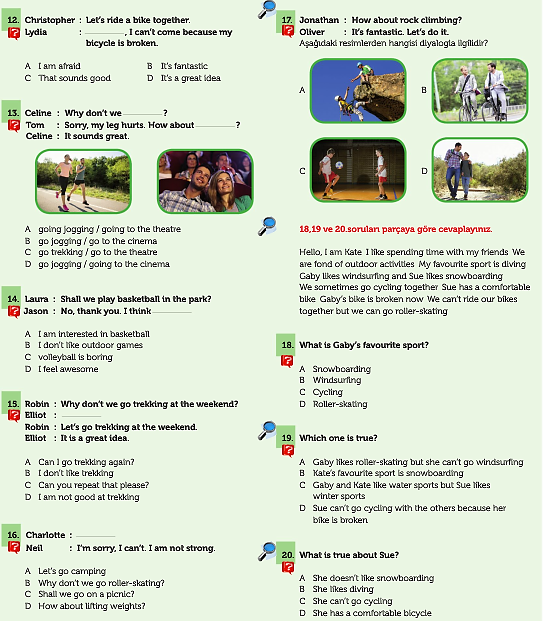 12. Christopher : Let's ride a bike together.
Lydia : ________, I can't come because my
bicycle is broken.
A I am afraid B It's fantastic
C That sounds good D It's a great idea
13. Celine : Why don't we ________ ?
Tom : Sorry, my leg hurts. How about ________ ?
Celine : It sounds great.
A going jogging / going to the theatre
B go jogging / go to the cinema
C go trekking / go to the theatre
D go jogging / going to the cinema
14. Laura : Shall we play basketball in the park?
Jason : No, thank you. I think ________
A I am interested in basketball
B I don't like outdoor games
C volleyball is boring
D I feel awesome
15. Robin : Why don't we go trekking at the weekend?
Elliot : ________
Robin : Let's go trekking at the weekend.
Elliot : It is a great idea.
A Can I go trekking again?
B I don't like trekking
C Can you repeat that please?
D I am not good at trekking
16. Charlotte : ________
Neil : I'm sorry, I can't. I am not strong.
A Let's go camping
B Why don't we go roller-skating?
C Shall we go on a picnic?
D How about lifting weights?
17. Jonathan : How about rock climbing?
Oliver : It's fantastic. Let's do it.
Aşağıdaki resimlerden hangisi diyalogla ilgilidir?
A B
C D
18,19 ve 20.soruları parçaya göre cevaplayınız.
Hello, I am Kate I like spending time with my friends We
are fond of outdoor activities My favourite sport is diving
Gaby likes windsurfing and Sue likes snowboarding
We sometimes go cycling together Sue has a comfortable
bike Gaby's bike is broken now We can't ride our bikes
together but we can go roller-skating
18. What is Gaby's favourite sport?
A Snowboarding
B Windsurfing
C Cycling
D Roller-skating
19. Which one is true?
A Gaby likes roller-skating but she can't go windsurfing
B Kate's favourite sport is snowboarding
C Gaby and Kate like water sports but Sue likes
winter sports
D Sue can't go cycling with the others because her
bike is broken
20. What is true about Sue?
A She doesn't like snowboarding
B She likes diving
C She can't go cycling
D She has a comfortable bicycle